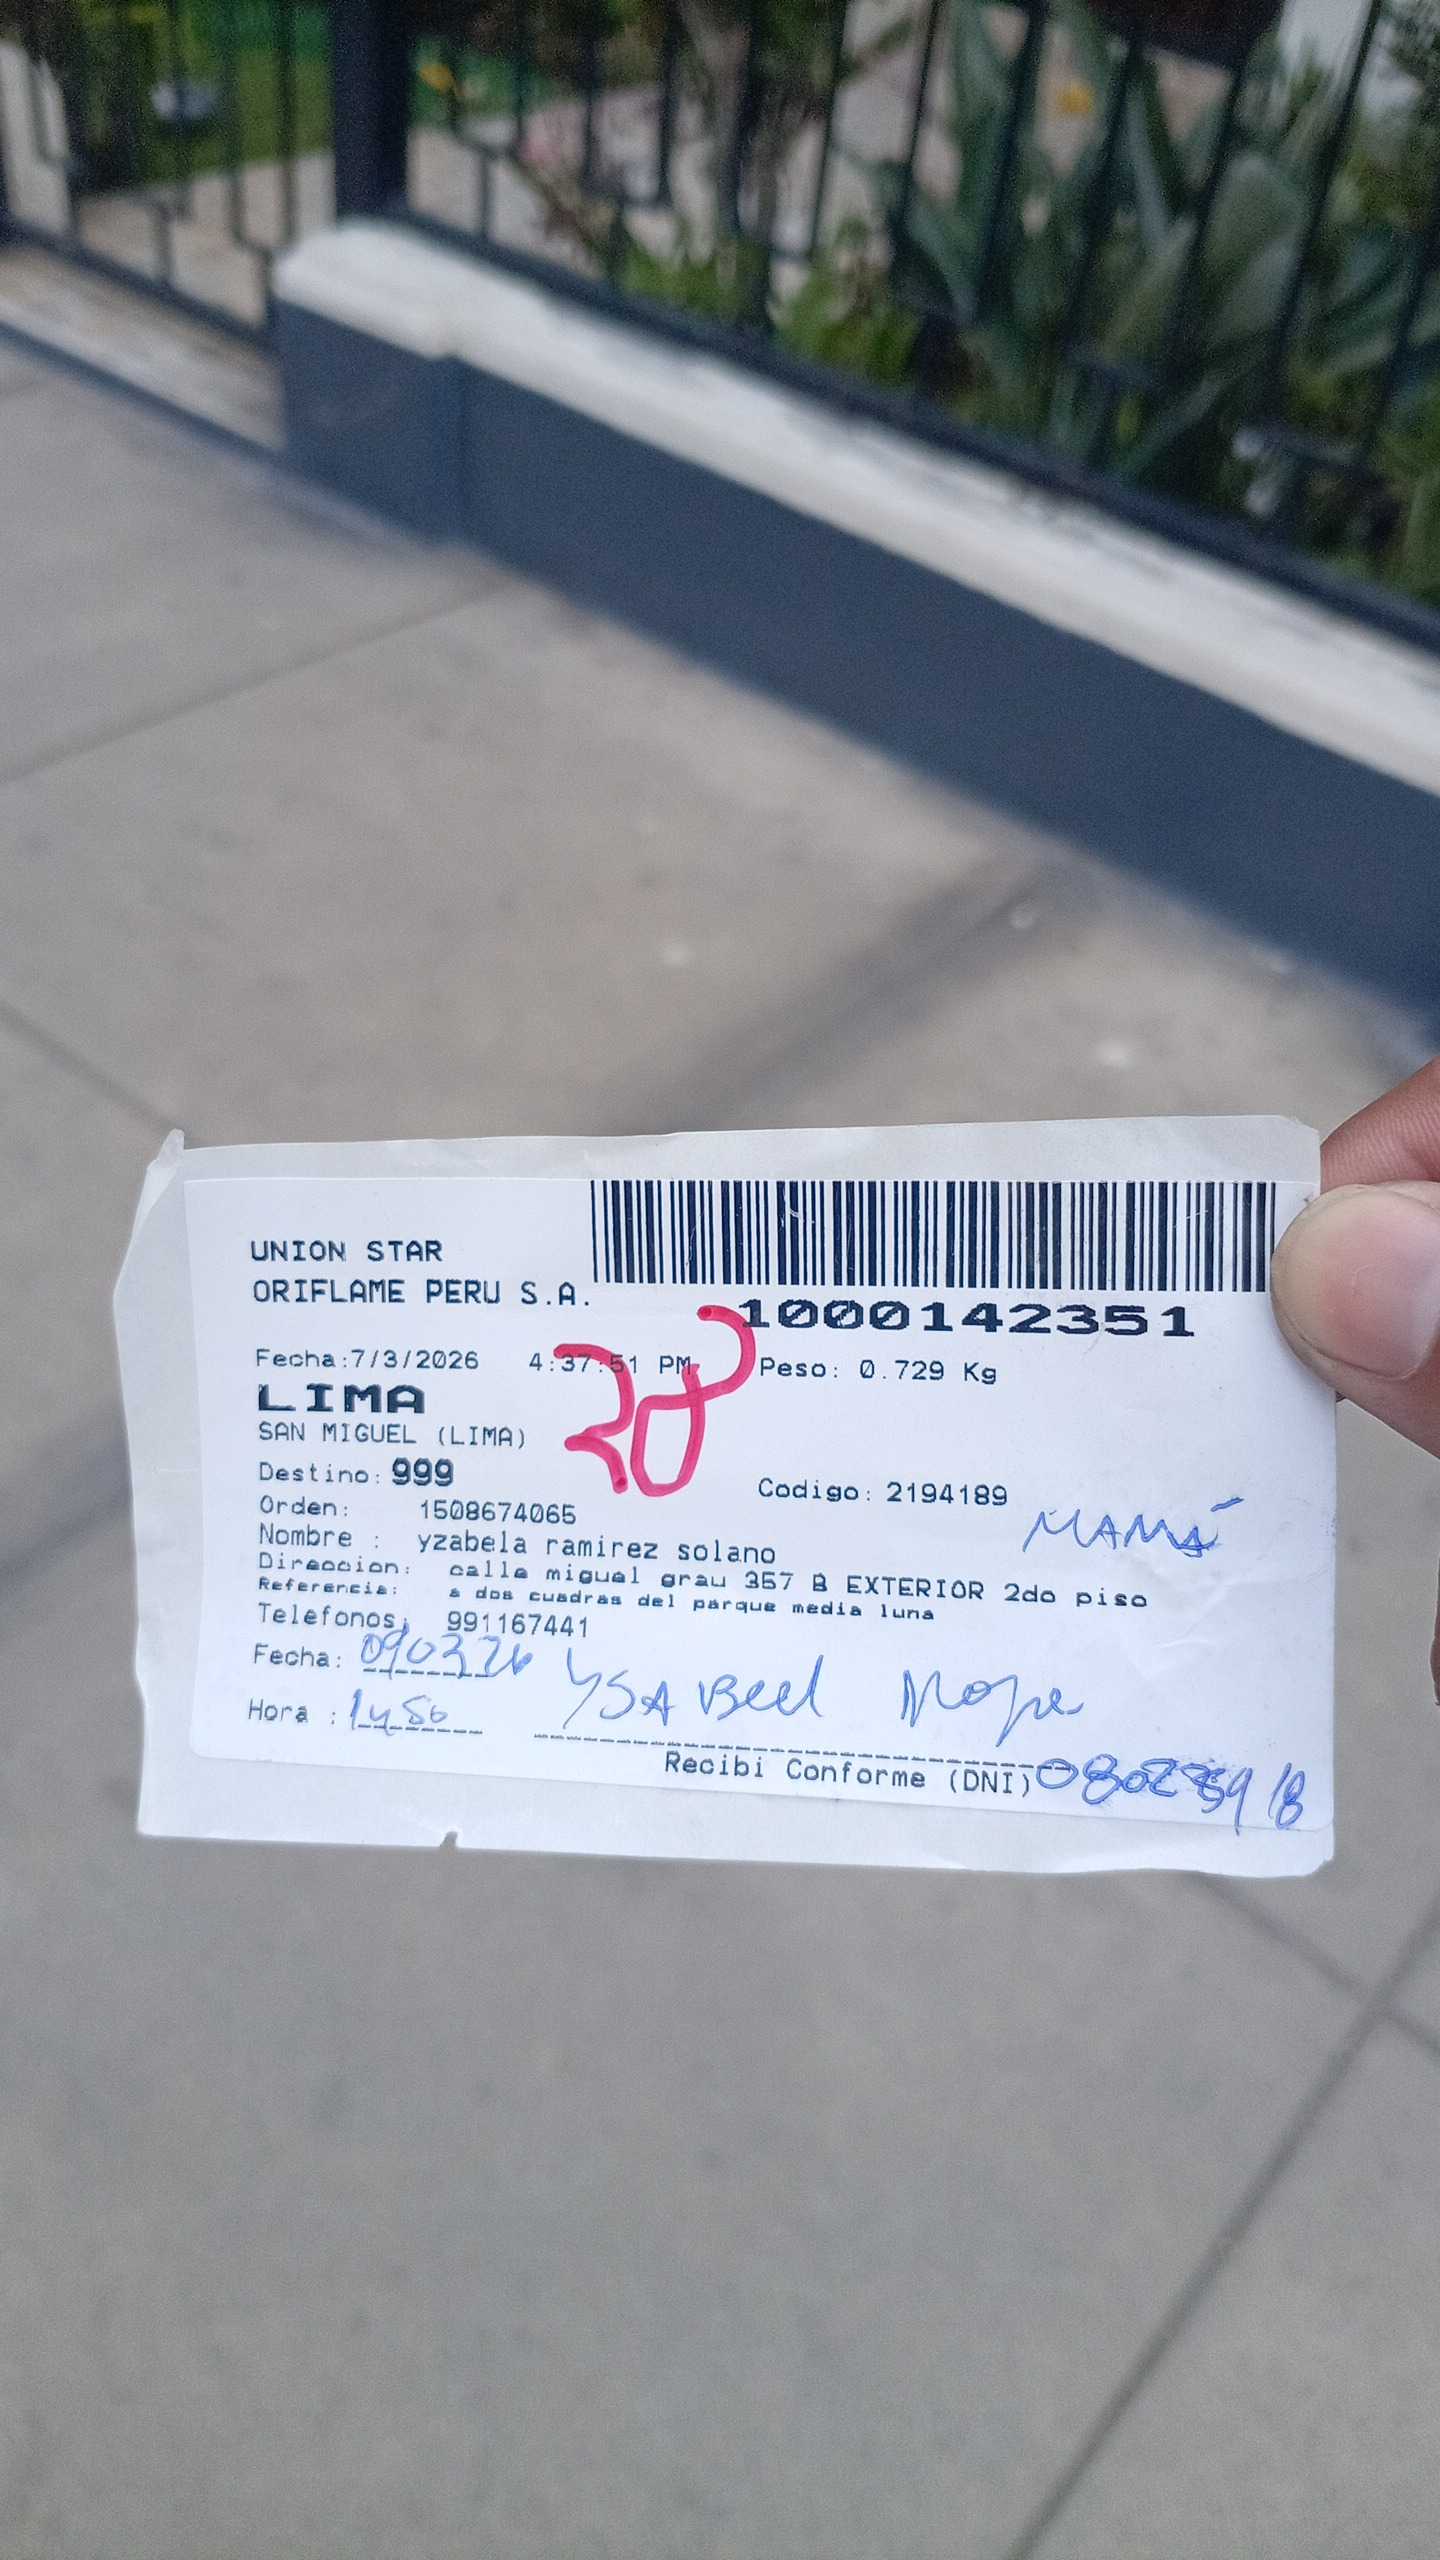 UNION STAR
ORIFLAME PERU S.A.
1000142351
Fecha:7/3/2026 4:37:51 PM Peso: 0.729 Kg
LIMA
SAN MIGUEL (LIMA)
Destino: 999
Codigo: 2194189
Orden: 1508674065
MAMÁ
Nombre : yzabela ramirez solano
Direccion: calle miguel grau 357 B EXTERIOR 2do piso
Referencia: a dos cuadras del parque media luna
Telefonos: 991167441
Fecha: 090326
Hora : 1450
YSABEL
Recibi Conforme (DNI)